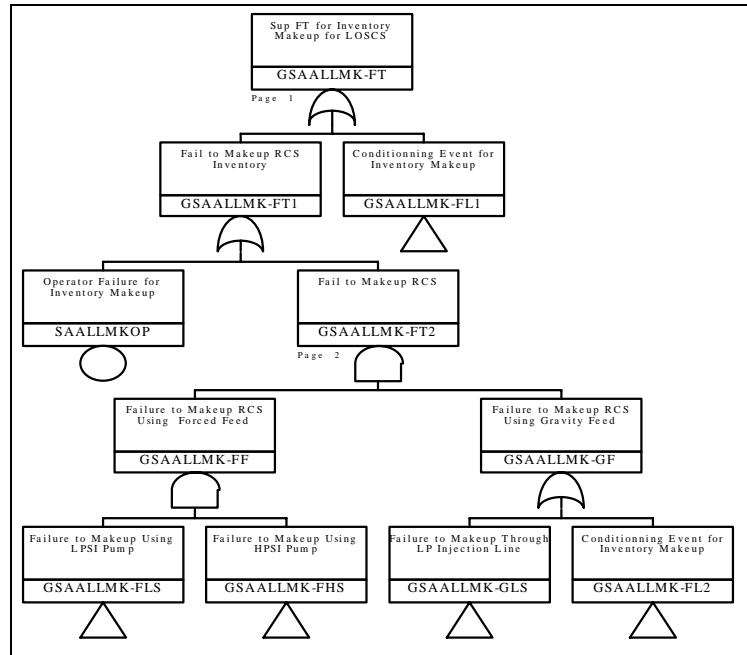 Sup FT for Inventory
Makeup for LOSCS
GSAALLMK-FT
Page 1
Fail to Makeup RCS
Inventory
GSAALLMK-FT1
Conditionning Event for
Inventory Makeup
GSAALLMK-FL1
Operator Failure for
Inventory Makeup
SAALLMKOP
Fail to Makeup RCS
GSAALLMK-FT2
Page 2
Failure to Makeup RCS
Using Forced Feed
GSAALLMK-FF
Failure to Makeup RCS
Using Gravity Feed
GSAALLMK-GF
Failure to Makeup Using
LPSI Pump
GSAALLMK-FLS
Failure to Makeup Using
HPSI Pump
GSAALLMK-FHS
Failure to Makeup Through
LP Injection Line
GSAALLMK-GLS
Conditionning Event for
Inventory Makeup
GSAALLMK-FL2